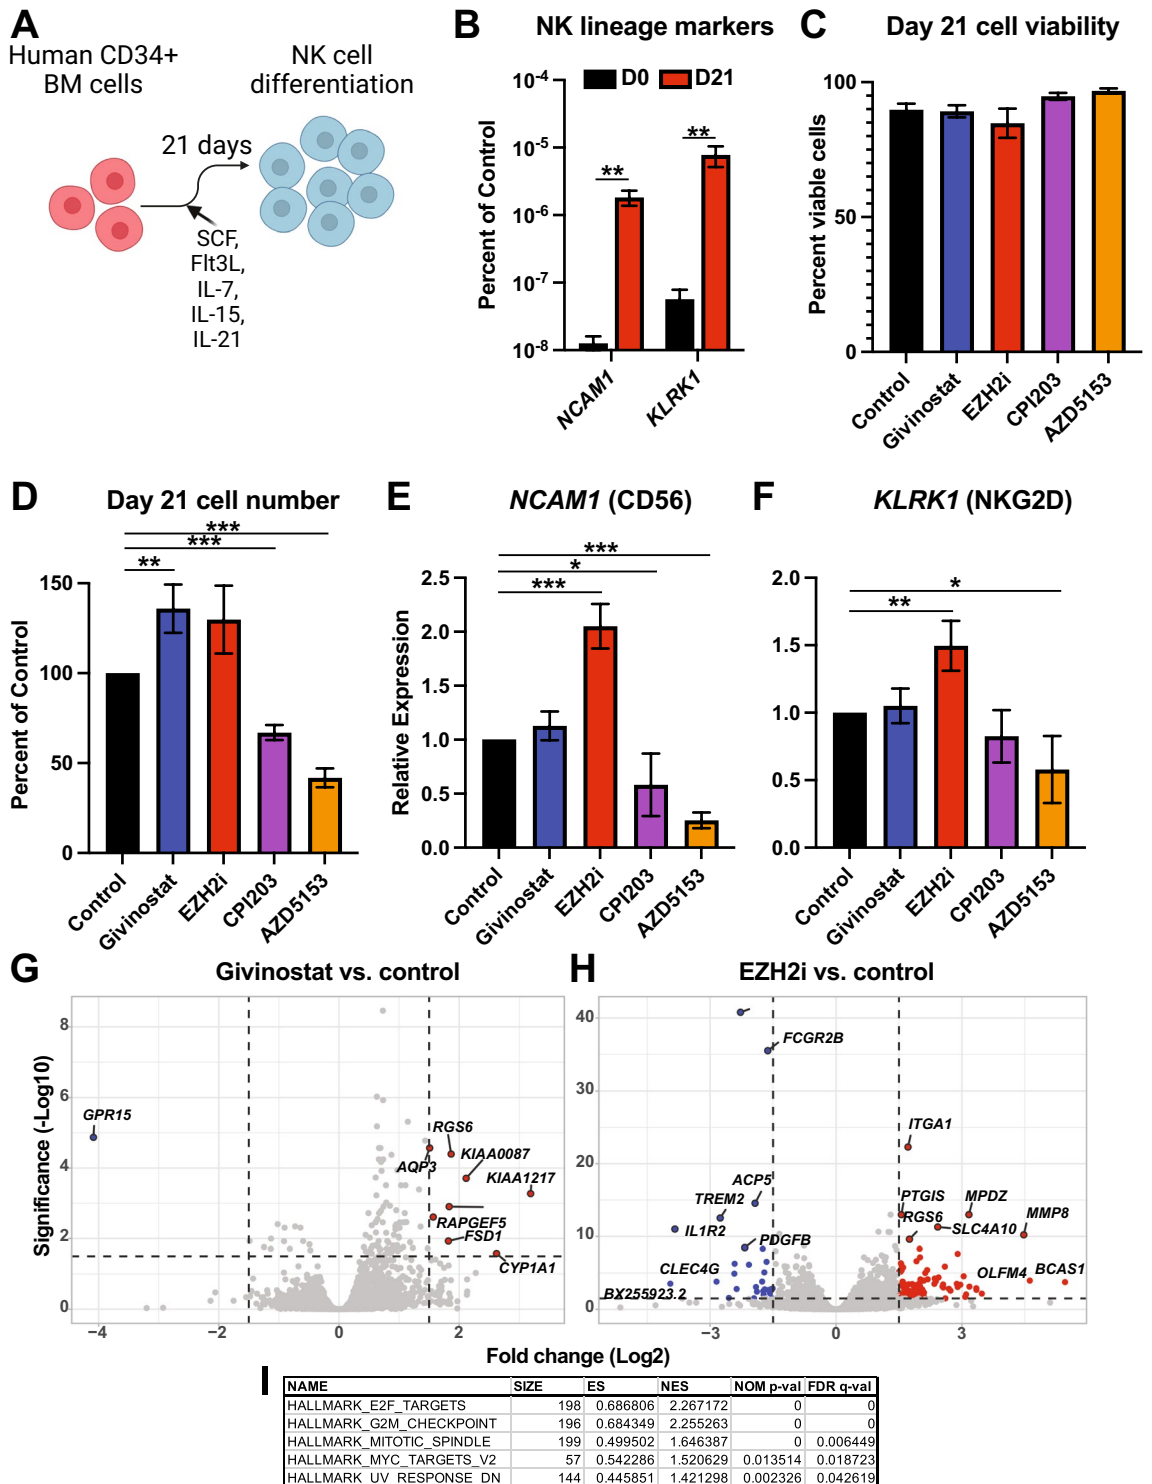 A
Human CD34+
BM cells
NK cell
differentiation
21 days
SCF,
Flt3L,
IL-7,
IL-15,
IL-21
B
NK lineage markers
D0
D21
Percent of Control
10-4
10-5
10-6
10-7
10-8
**
**
NCAM1
KLRK1
C
Day 21 cell viability
Percent viable cells
100
50
0
Control
Givinostat
EZH2i
CPI203
AZD5153
D
Day 21 cell number
***
***
**
Percent of Control
150
100
50
0
Control
Givinostat
EZH2i
CPI203
AZD5153
E
NCAM1 (CD56)
***
*
***
Relative Expression
2.5
2.0
1.5
1.0
0.5
0.0
Control
Givinostat
EZH2i
CPI203
AZD5153
F
KLRK1 (NKG2D)
*
**
2.0
1.5
1.0
0.5
0.0
Control
Givinostat
EZH2i
CPI203
AZD5153
G
Givinostat vs. control
Significance (-Log10)
8
6
4
2
0
GPR15
RGS6
AQP3
KIAA0087
KIAA1217
RAPGEF5
FSD1
CYP1A1
−4
−2
0
2
H
EZH2i vs. control
40
30
20
10
0
FCGR2B
ITGA1
ACP5
TREM2
IL1R2
PDGFB
CLEC4G
BX255923.2
PTGIS
MPDZ
RGS6
SLC4A10
MMP8
OLFM4
BCAS1
−3
0
3
Fold change (Log2)
I
NAME SIZE ES NES NOM p-val FDR q-val
HALLMARK_E2F_TARGETS 198 0.686806 2.267172 0 0
HALLMARK_G2M_CHECKPOINT 196 0.684349 2.255263 0 0
HALLMARK_MITOTIC_SPINDLE 199 0.499502 1.646387 0 0.006449
HALLMARK_MYC_TARGETS_V2 57 0.542286 1.520629 0.013514 0.018723
HALLMARK_UV_RESPONSE_DN 144 0.445851 1.421298 0.002326 0.042619